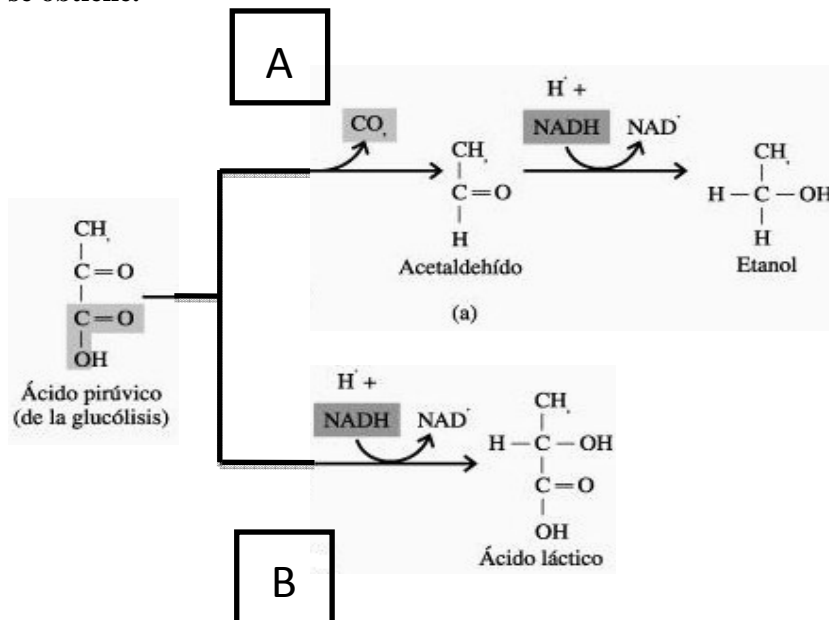 se obtiene.
A
H +
CO,
NADH NAD
CH,
C=O
H
Acetaldehído
CH,
H-C-OH
H
Etanol
(a)
CH,
C=O
C=O
OH
Ácido pirúvico
(de la glucólisis)
H +
NADH NAD
CH,
H-C-OH
C=O
OH
Ácido láctico
B